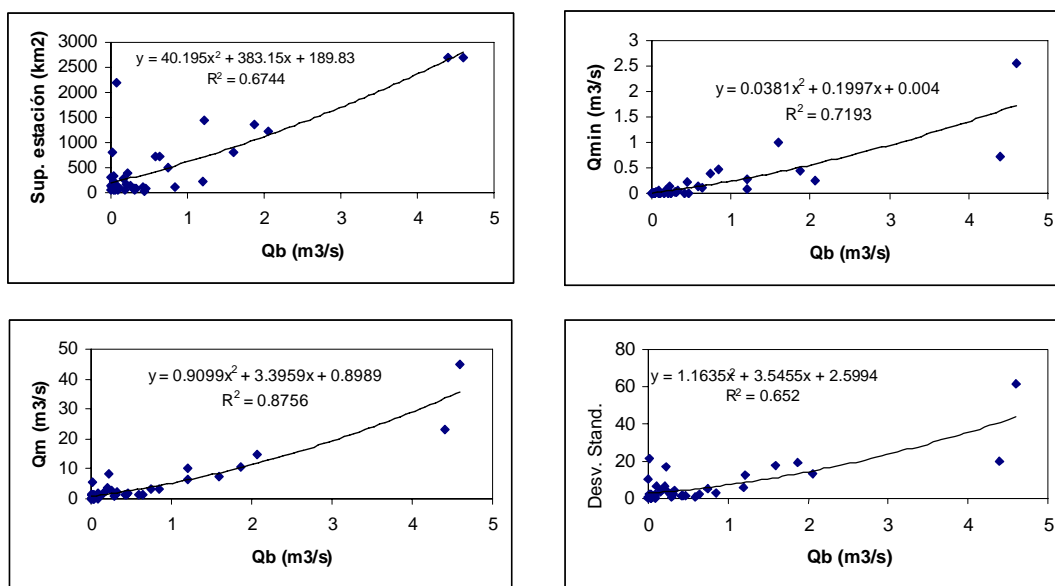 Sup. estación (km2)
3000
2500
2000
1500
1000
500
0
y = 40.195x² + 383.15x + 189.83
R² = 0.6744
0 1 2 3 4 5
Qb (m3/s)
Qmin (m3/s)
3
2.5
2
1.5
1
0.5
0
y = 0.0381x² + 0.1997x + 0.004
R² = 0.7193
0 1 2 3 4 5
Qb (m3/s)
Qm (m3/s)
50
40
30
20
10
0
y = 0.9099x² + 3.3959x + 0.8989
R² = 0.8756
0 1 2 3 4 5
Qb (m3/s)
Desv. Stand.
80
60
40
20
0
y = 1.1635x² + 3.5455x + 2.5994
R² = 0.652
0 1 2 3 4 5
Qb (m3/s)